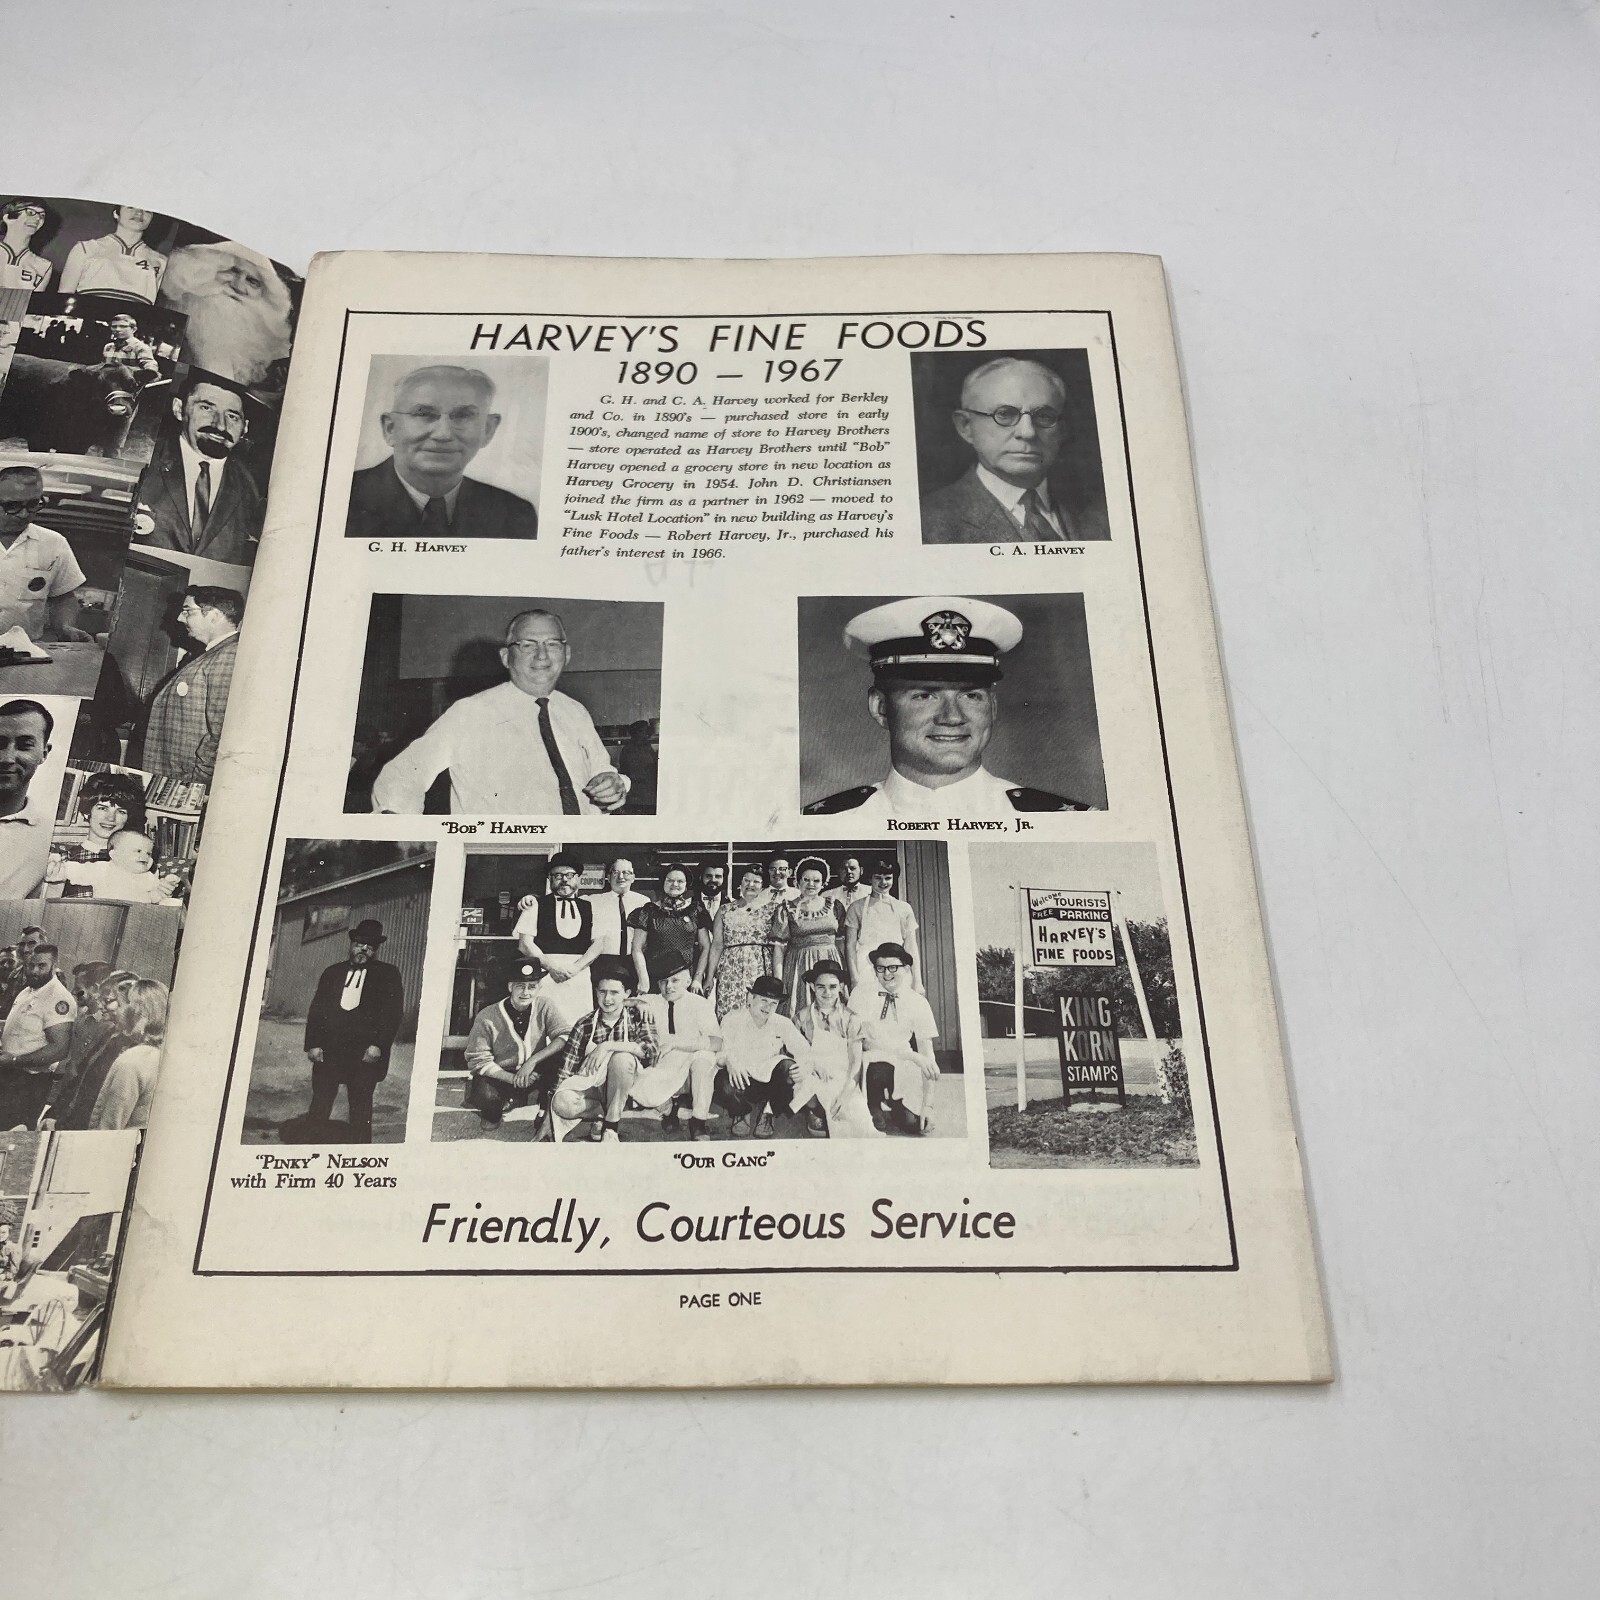 HARVEY'S FINE FOODS
1890 — 1967
G. H. and C. A. Harvey worked for Berkley
and Co. in 1890's — purchased store in early
1900's, changed name of store to Harvey Brothers
— store operated as Harvey Brothers until "Bob"
Harvey opened a grocery store in new location as
Harvey Grocery in 1954. John D. Christiansen
joined the firm as a partner in 1962 — moved to
"Lusk Hotel Location" in new building as Harvey's
Fine Foods — Robert Harvey, Jr., purchased his
father's interest in 1966.
G. H. HARVEY
C. A. HARVEY
"BOB" HARVEY
ROBERT HARVEY, JR.
COUPONS
IN
Welcome TOURISTS
FREE PARKING
HARVEY'S
FINE FOODS
KING
KORN
STAMPS
"PINKY" NELSON
with Firm 40 Years
"OUR GANG"
Friendly, Courteous Service
PAGE ONE
50
44